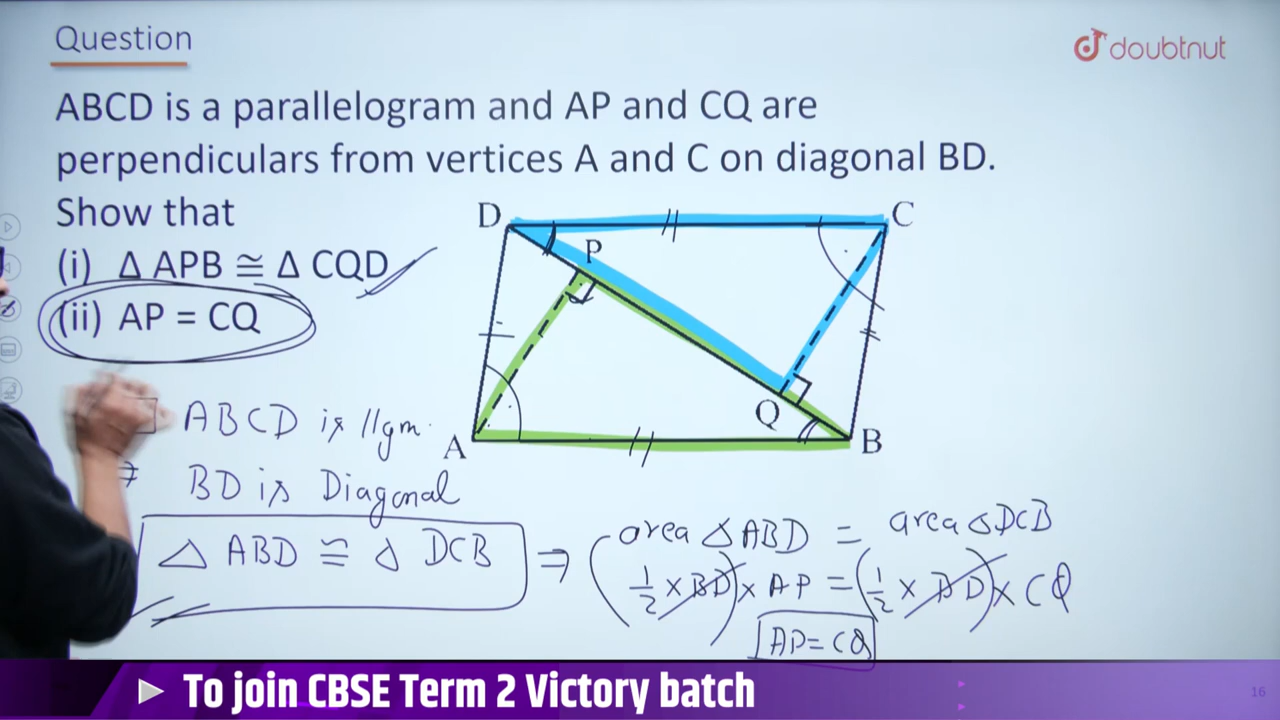 Question
doubtnut
ABCD is a parallelogram and AP and CQ are
perpendiculars from vertices A and C on diagonal BD.
Show that
(i) Δ APB ≅ Δ CQD
(ii) AP = CQ
D
C
P
Q
A
B
ABCD is ||gm.
⇒ BD is Diagonal
△ ABD ≅ △ DCB ⇒
area △ ABD = area △ DCB
(1/2 × BD) × AP = (1/2 × BD) × CQ
AP = CQ
To join CBSE Term 2 Victory batch
16